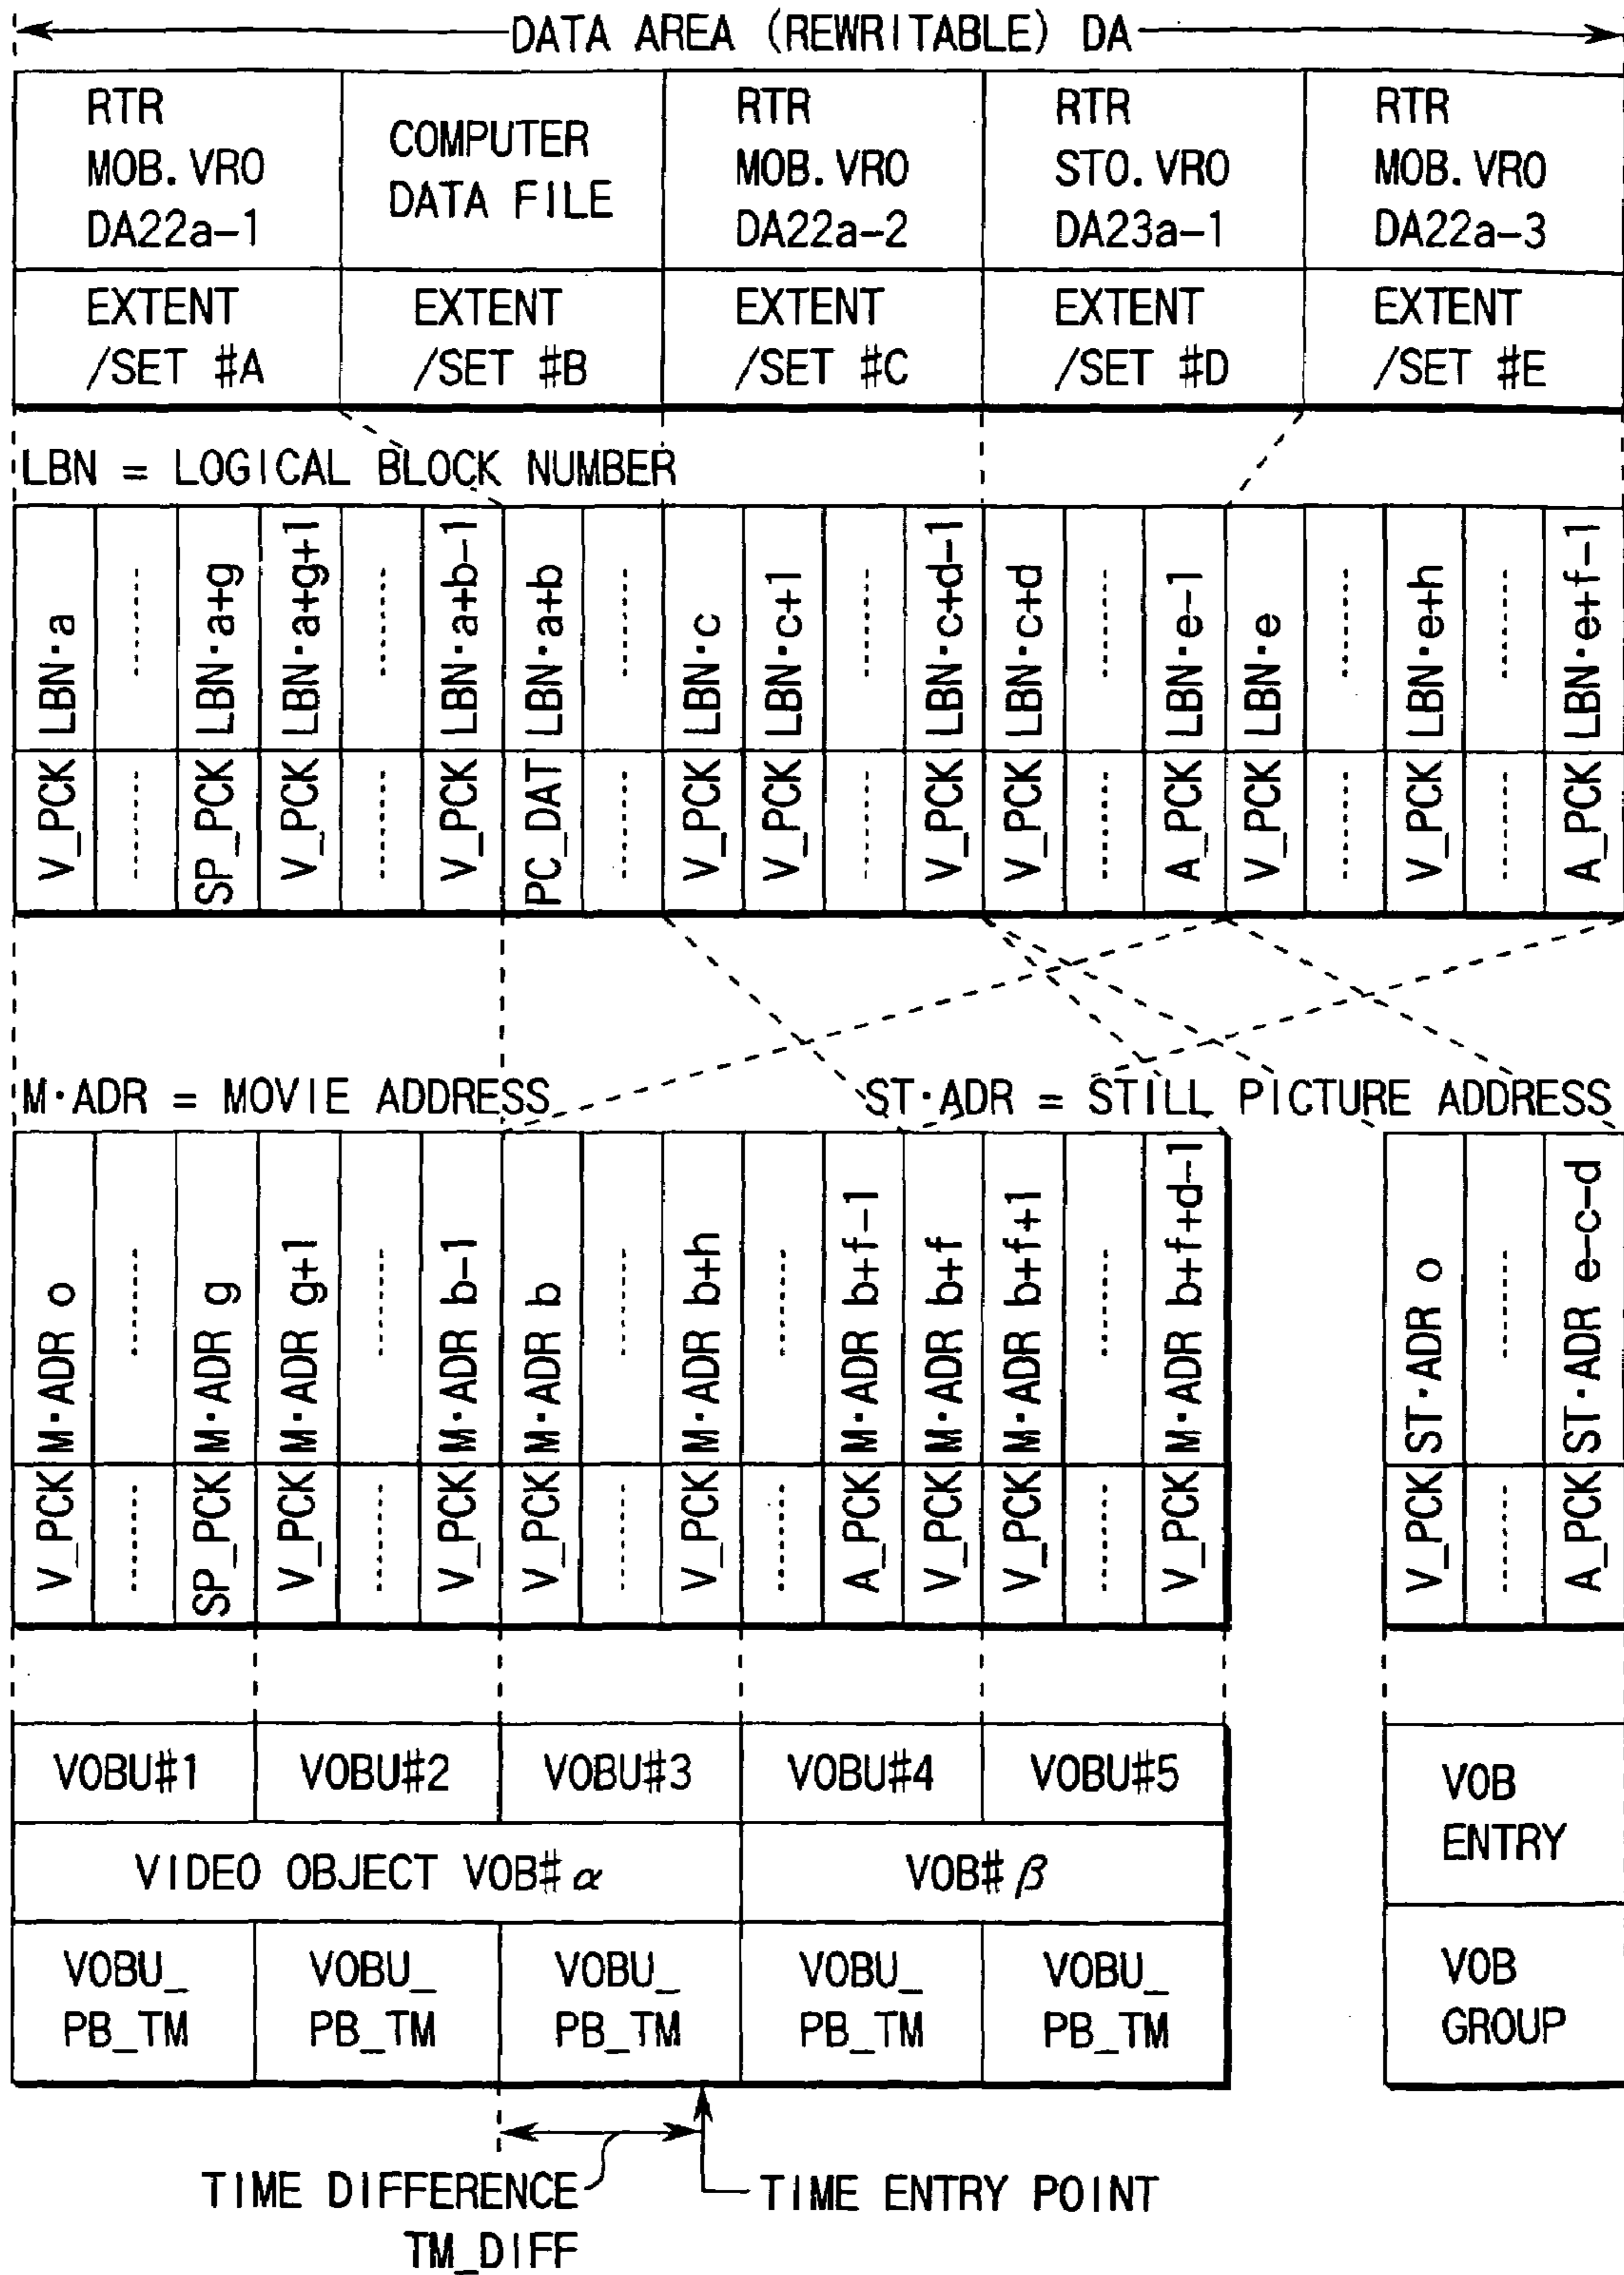 DATA AREA (REWRITABLE) DA
RTR
MOB.VRO
DA22a-1
COMPUTER
DATA FILE
RTR
MOB.VRO
DA22a-2
RTR
STO.VRO
DA23a-1
RTR
MOB.VRO
DA22a-3
EXTENT
/SET #A
EXTENT
/SET #B
EXTENT
/SET #C
EXTENT
/SET #D
EXTENT
/SET #E
LBN = LOGICAL BLOCK NUMBER
V_PCK LBN·a
SP_PCK LBN·a+g
V_PCK LBN·a+g+1
V_PCK LBN·a+b-1
PC_DAT LBN·a+b
V_PCK LBN·c
V_PCK LBN·c+1
V_PCK LBN·c+d-1
V_PCK LBN·c+d
A_PCK LBN·e-1
V_PCK LBN·e
V_PCK LBN·e+h
A_PCK LBN·e+f-1
M·ADR = MOVIE ADDRESS
ST·ADR = STILL PICTURE ADDRESS
V_PCK M·ADR o
SP_PCK M·ADR g
V_PCK M·ADR g+1
V_PCK M·ADR b-1
V_PCK M·ADR b
V_PCK M·ADR b+h
A_PCK M·ADR b+f-1
V_PCK M·ADR b+f
V_PCK M·ADR b+f+1
V_PCK M·ADR b+f+d-1
V_PCK ST·ADR o
A_PCK ST·ADR e-c-d
VOBU#1
VOBU#2
VOBU#3
VOBU#4
VOBU#5
VOB
ENTRY
VIDEO OBJECT VOB#α
VOB#β
VOBU_
PB_TM
VOBU_
PB_TM
VOBU_
PB_TM
VOBU_
PB_TM
VOBU_
PB_TM
VOB
GROUP
TIME DIFFERENCE
TM_DIFF
TIME ENTRY POINT